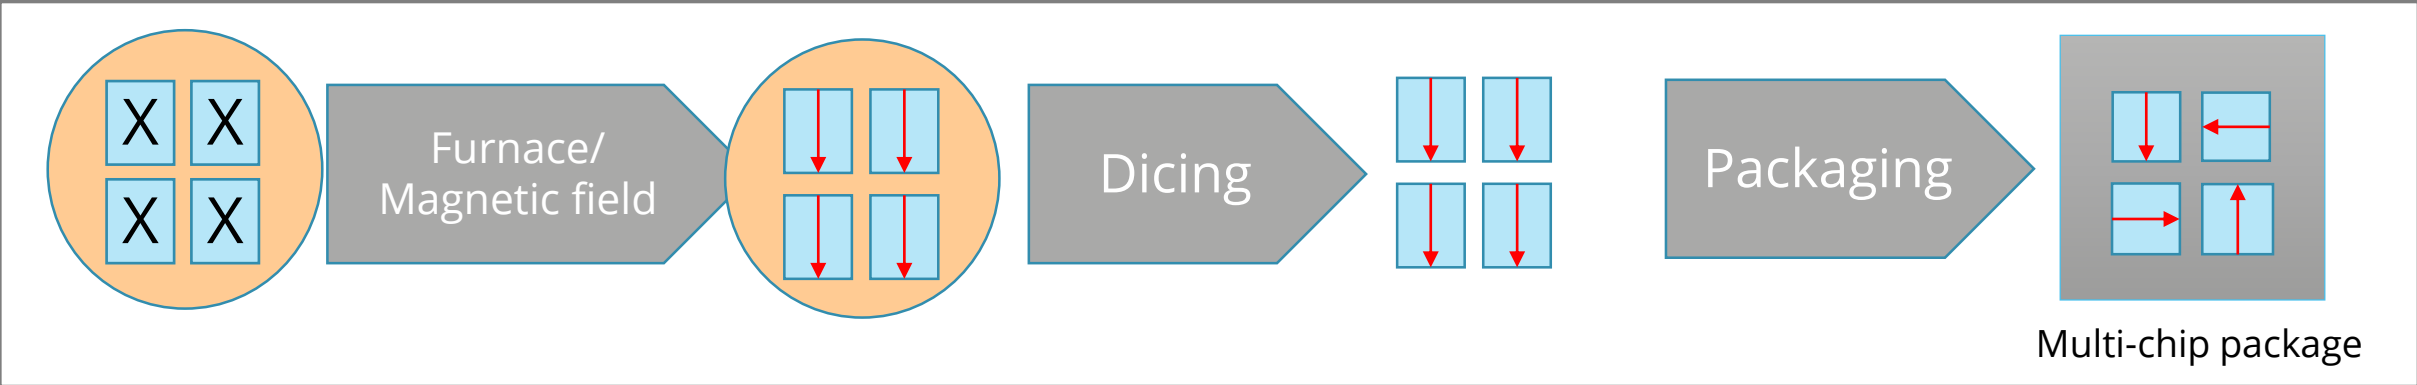 X X
X X
Furnace/
Magnetic field
Dicing
Packaging
Multi-chip package